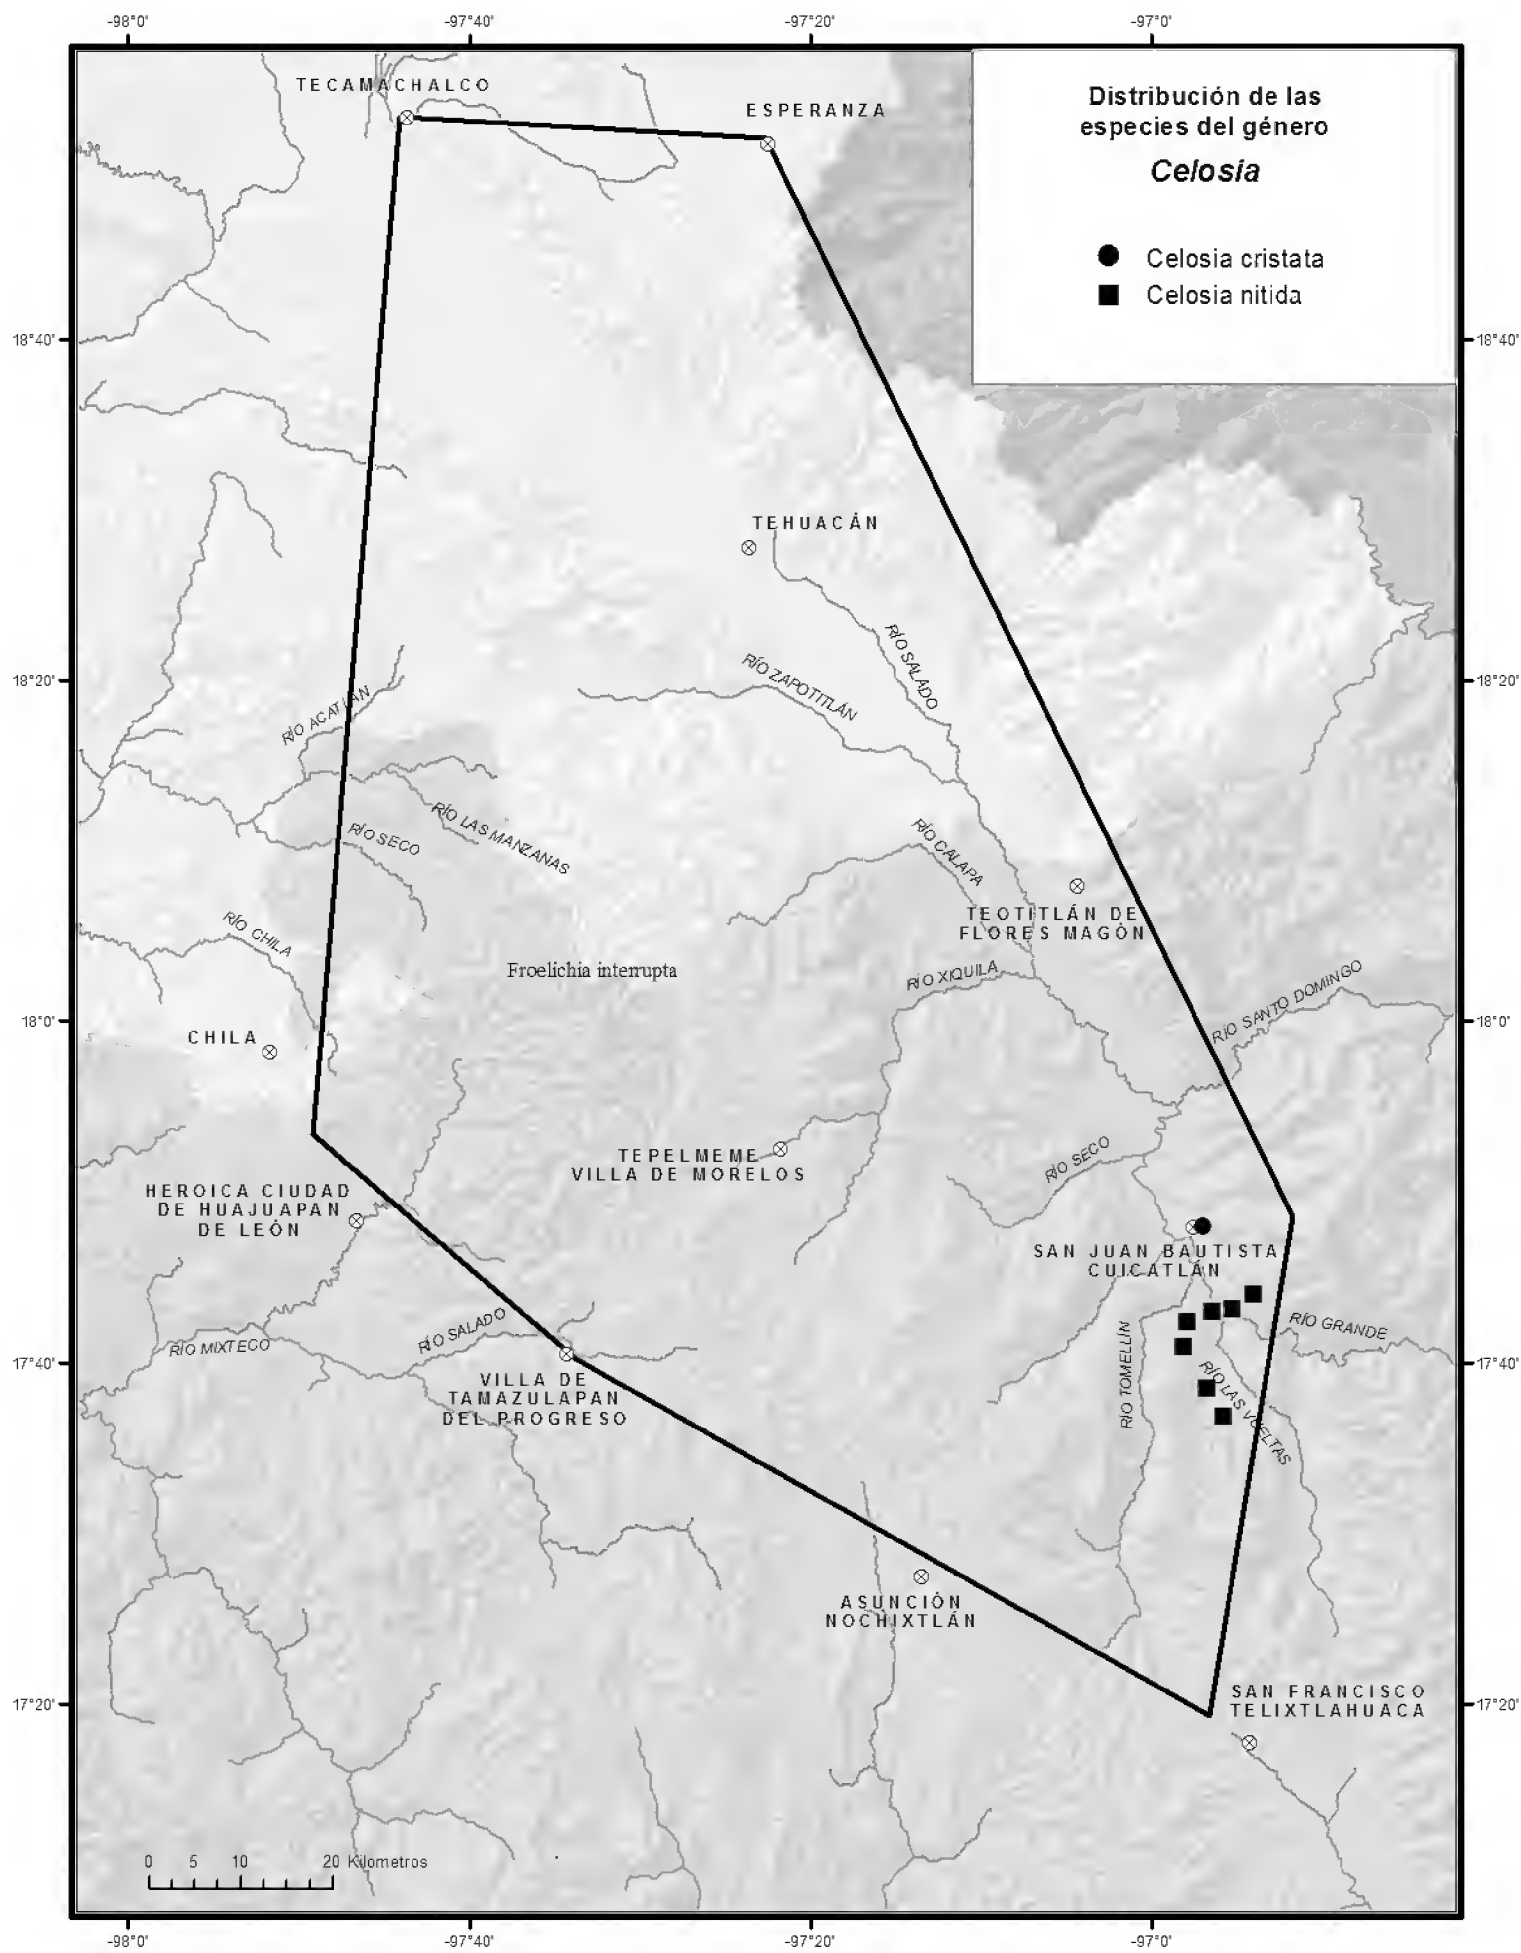 -98°0' -97°40' -97°20' -97°0'
TECAMACHALCO
ESPERANZA
Distribución de las
especies del género
Celosia
Celosia cristata
Celosia nitida
18°40' 18°40'
TEHUACÁN
RÍO SALADO
RÍO ZAPOTITLÁN
18°20' 18°20'
RÍO ACATLÁN
RÍO LAS MANZANAS
RÍO SECO
RÍO CALAPA
TEOTITLÁN DE
FLORES MAGÓN
RÍO CHILA
Froelichia interrupta
RÍO XIQUILA
RÍO SANTO DOMINGO
18°0' 18°0'
CHILA
TEPELMEME
VILLA DE MORELOS
RÍO SECO
HEROICA CIUDAD
DE HUAJUAPAN
DE LEÓN
SAN JUAN BAUTISTA
CUICATLÁN
RÍO SALADO
RÍO MIXTECO
RÍO GRANDE
17°40' 17°40'
RÍO TOMELLÍN
RÍO LAS VUELTAS
VILLA DE
TAMAZULAPAN
DEL PROGRESO
ASUNCIÓN
NOCHIXTLÁN
SAN FRANCISCO
TELIXTLAHUACA
17°20' 17°20'
0 5 10 20 Kilometros
-98°0' -97°40' -97°20' -97°0'